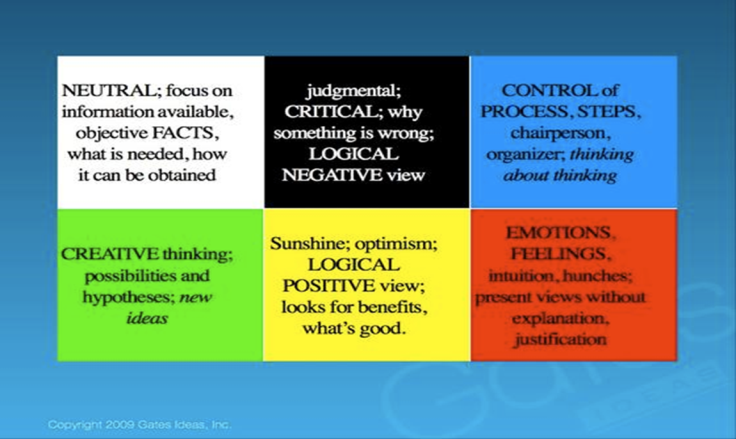 NEUTRAL; focus on
information available,
objective FACTS,
what is needed, how
it can be obtained
judgmental;
CRITICAL; why
something is wrong;
LOGICAL
NEGATIVE view
CONTROL of
PROCESS, STEPS,
chairperson,
organizer; thinking
about thinking
CREATIVE thinking;
possibilities and
hypotheses; new
ideas
Sunshine; optimism;
LOGICAL
POSITIVE view;
looks for benefits,
what's good.
EMOTIONS,
FEELINGS,
intuition, hunches;
present views without
explanation,
justification
Gates
IDEAS
Copyright 2009 Gates Ideas, Inc.